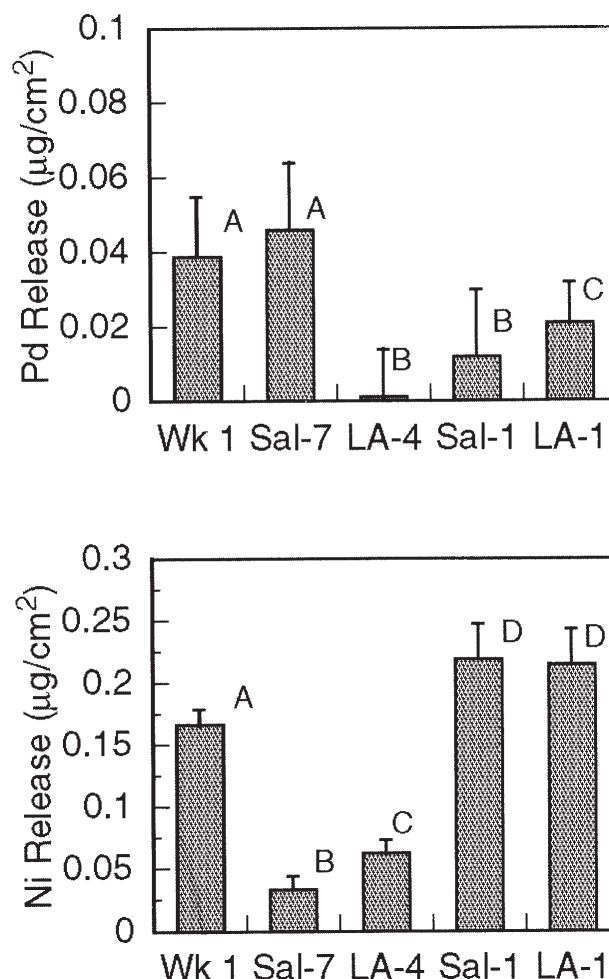 0.1
0.08
0.06
0.04
0.02
0
Pd Release (μg/cm²)
A
A
B
B
C
Wk 1 Sal-7 LA-4 Sal-1 LA-1
0.3
0.25
0.2
0.15
0.1
0.05
0
Ni Release (μg/cm²)
A
B
C
D
D
Wk 1 Sal-7 LA-4 Sal-1 LA-1